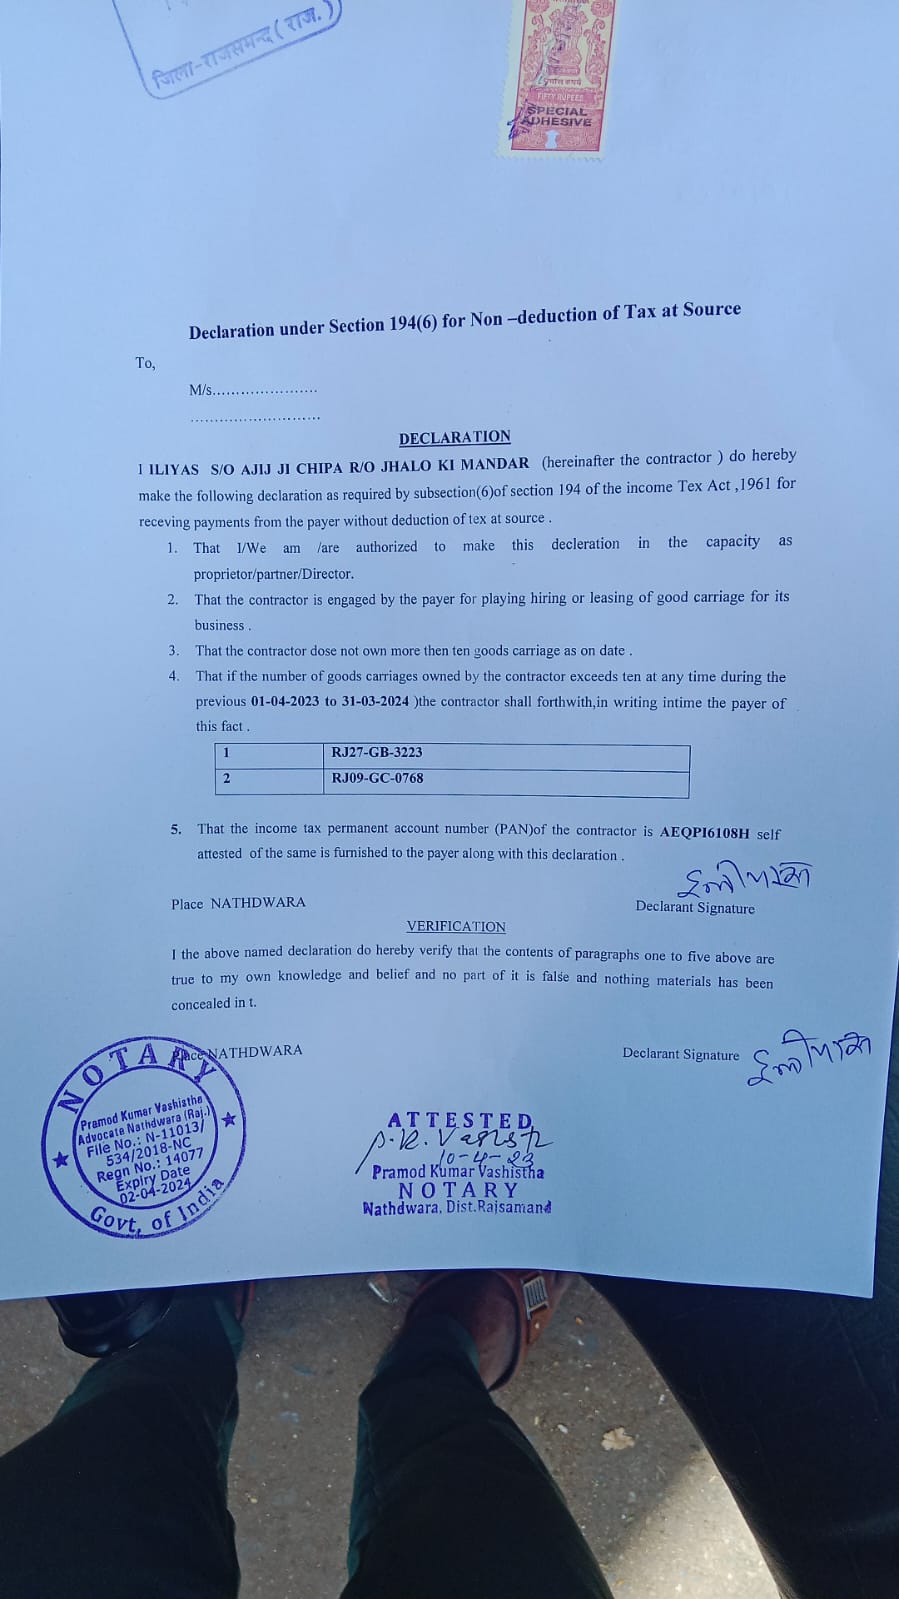 जिला-राजसमन्द ( राज. )
FIFTY RUPEES
SPECIAL
ADHESIVE
Declaration under Section 194(6) for Non –deduction of Tax at Source
To,
M/s......................
............................
DECLARATION
I ILIYAS S/O AJIJ JI CHIPA R/O JHALO KI MANDAR (hereinafter the contractor ) do hereby
make the following declaration as required by subsection(6)of section 194 of the income Tex Act ,1961 for
receving payments from the payer without deduction of tex at source .
1. That I/We am /are authorized to make this decleration in the capacity as
proprietor/partner/Director.
2. That the contractor is engaged by the payer for playing hiring or leasing of good carriage for its
business .
3. That the contractor dose not own more then ten goods carriage as on date .
4. That if the number of goods carriages owned by the contractor exceeds ten at any time during the
previous 01-04-2023 to 31-03-2024 )the contractor shall forthwith,in writing intime the payer of
this fact .
1 RJ27-GB-3223
2 RJ09-GC-0768
5. That the income tax permanent account number (PAN)of the contractor is AEQPI6108H self
attested of the same is furnished to the payer along with this declaration .
Place NATHDWARA
Declarant Signature
VERIFICATION
I the above named declaration do hereby verify that the contents of paragraphs one to five above are
true to my own knowledge and belief and no part of it is false and nothing materials has been
concealed in t.
Place NATHDWARA
Declarant Signature
NOTARY
Pramod Kumar Vashistha
Advocate Nathdwara (Raj.)
File No.: N-11013/
534/2018-NC
Regn No.: 14077
Expiry Date
02-04-2024
Govt. of India
ATTESTED
10-4-23
Pramod Kumar Vashistha
NOTARY
Nathdwara, Dist.Rajsamand